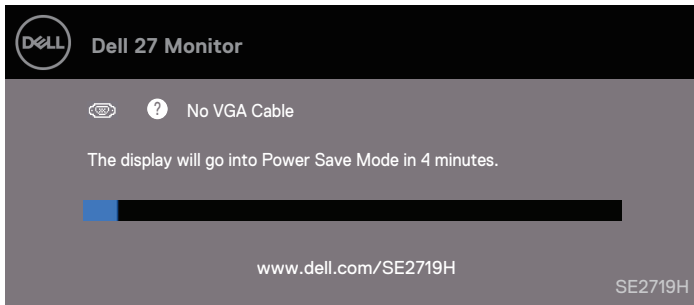 DELL
Dell 27 Monitor
? No VGA Cable
The display will go into Power Save Mode in 4 minutes.
www.dell.com/SE2719H
SE2719H